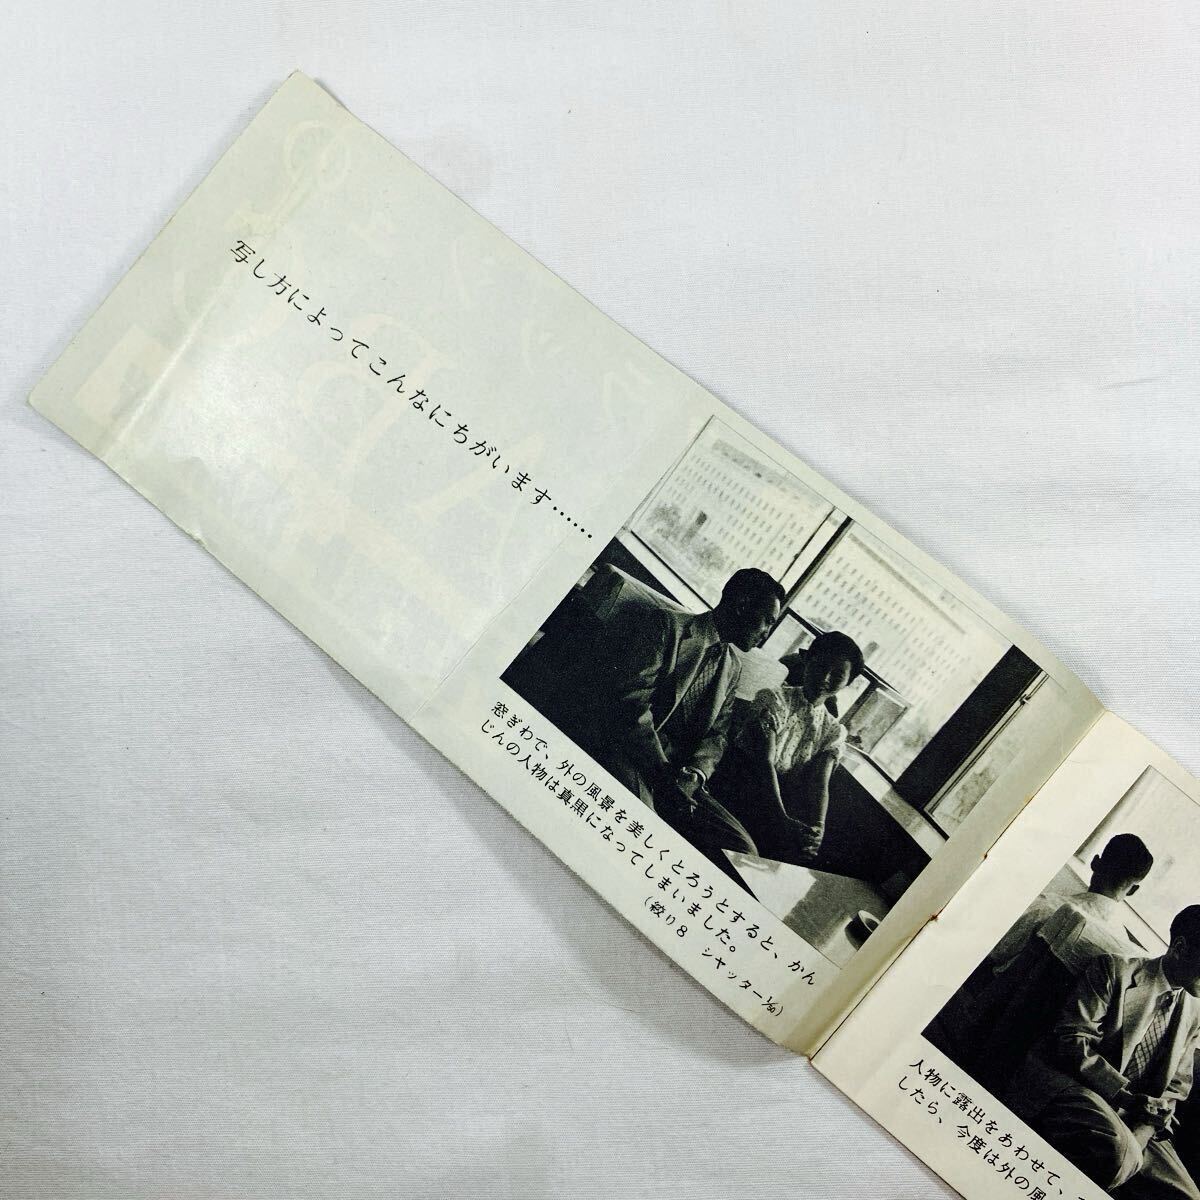 写し方によってこんなにちがいます……
窓ぎわで、外の風景を美しくとろうとすると、かん
じんの人物は真黒になってしまいました。
(絞り8 シャッター1/50)
人物に露出をあわせて、
したら、今度は外の風